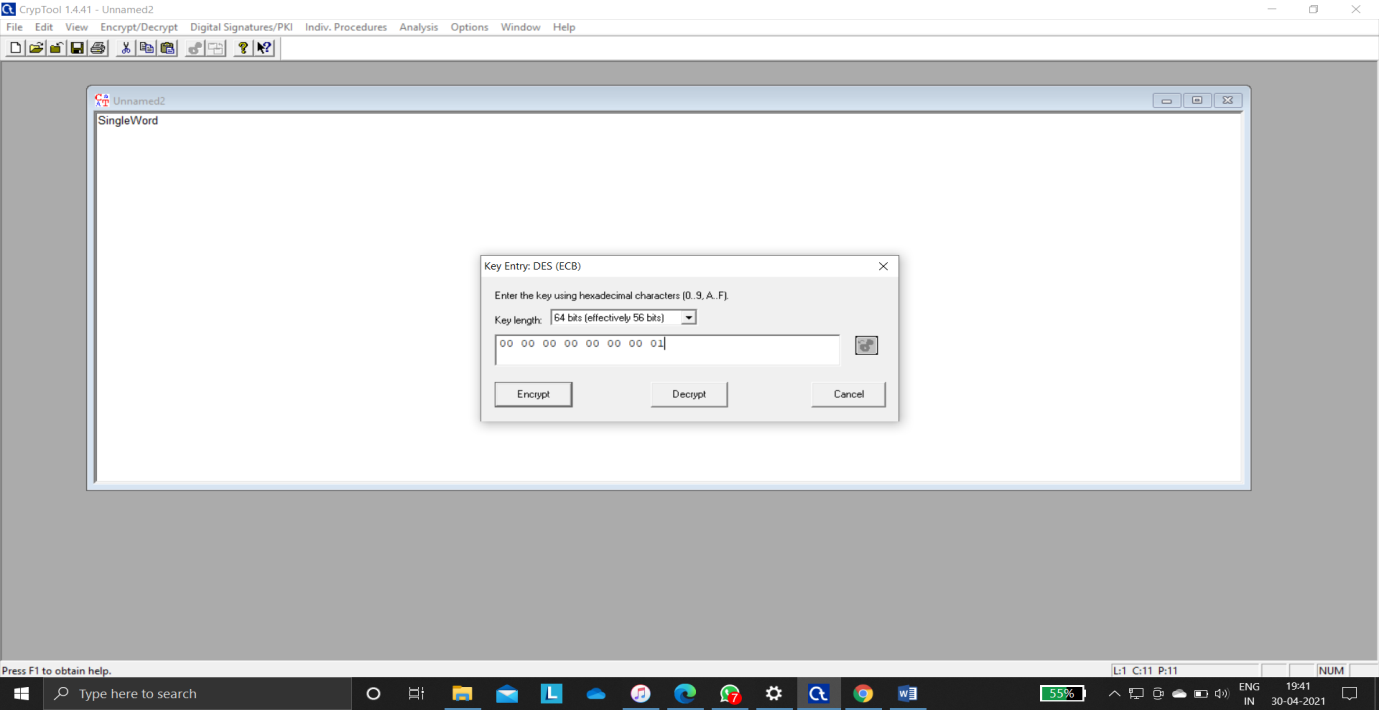 CrypTool 1.4.41 - Unnamed2
File Edit View Encrypt/Decrypt Digital Signatures/PKI Indiv. Procedures Analysis Options Window Help
Unnamed2
SingleWord
Key Entry: DES (ECB)
Enter the key using hexadecimal characters (0..9, A..F).
Key length: 64 bits (effectively 56 bits)
00 00 00 00 00 00 00 01
Encrypt Decrypt Cancel
Press F1 to obtain help.
L:1 C:11 P:11 NUM
Type here to search
7
55%
ENG
IN
19:41
30-04-2021